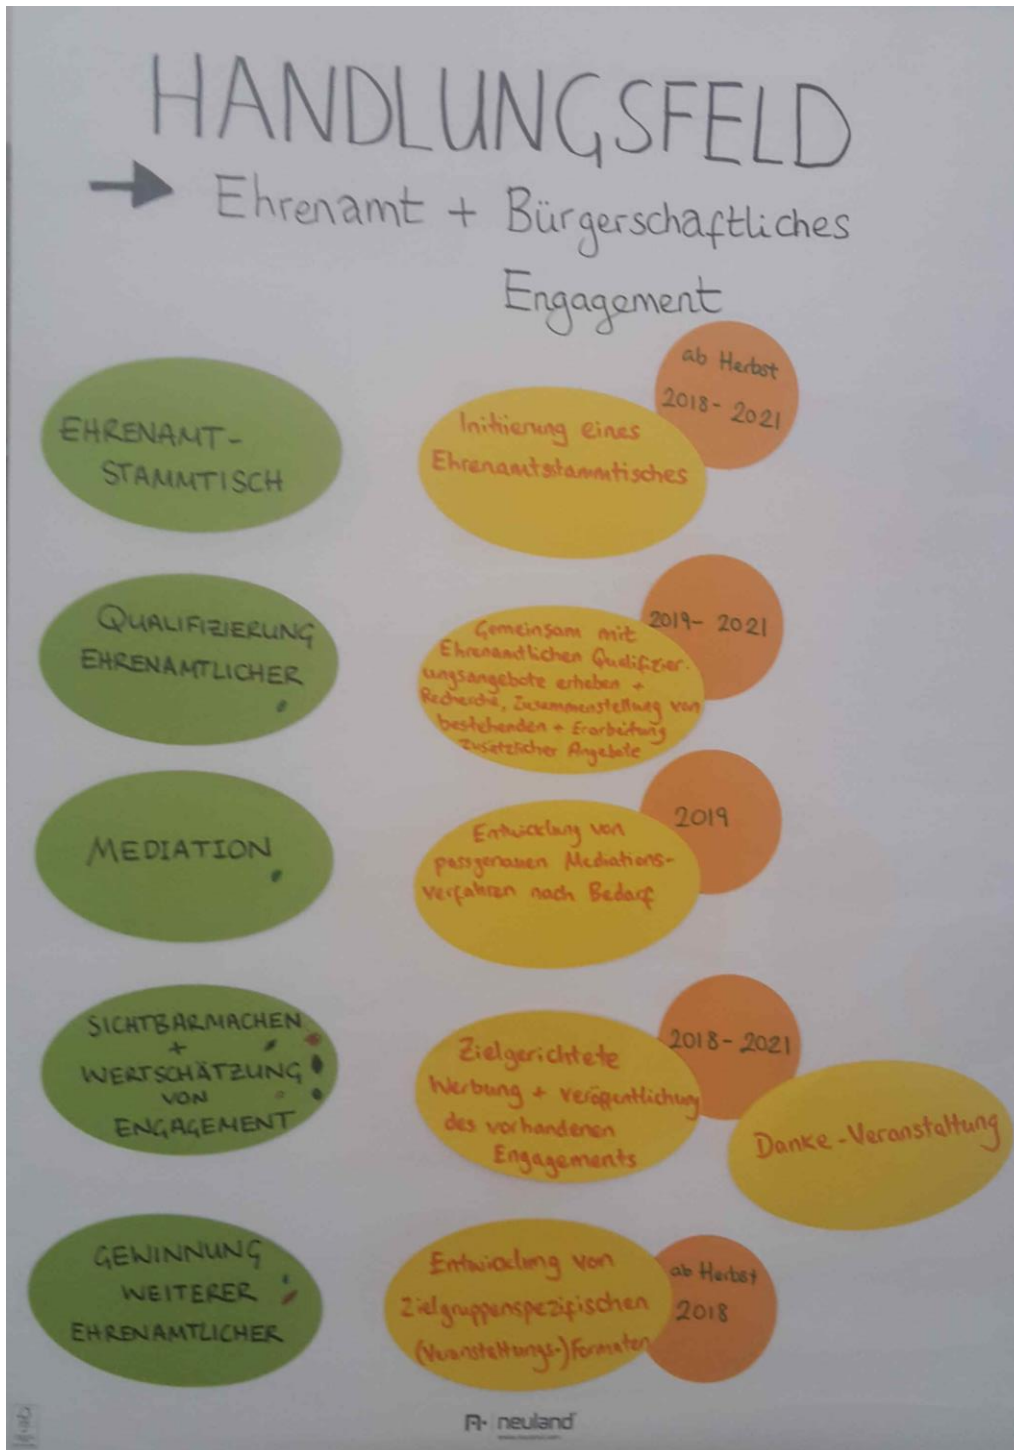 HANDLUNGSFELD
Ehrenamt + Bürgerschaftliches
Engagement
EHRENAMT-
STAMMTISCH
Initiierung eines
Ehrenamtsstammtisches
ab Herbst
2018 - 2021
QUALIFIZIERUNG
EHRENAMTLICHER
Gemeinsam mit
Ehrenamtlichen Qualifizier-
ungsangebote erheben +
Recherche, Zusammenstellung von
bestehenden + Erarbeitung
zusätzlicher Angebote
2019 - 2021
MEDIATION
Entwicklung von
passgenauen Mediations-
verfahren nach Bedarf
2019
SICHTBARMACHEN
+
WERTSCHÄTZUNG
VON
ENGAGEMENT
Zielgerichtete
Werbung + Veröffentlichung
des vorhandenen
Engagements
2018 - 2021
Danke-Veranstaltung
GEWINNUNG
WEITERER
EHRENAMTLICHER
Entwicklung von
Zielgruppenspezifischen
(Veranstaltungs-)Formaten
ab Herbst
2018
neuland